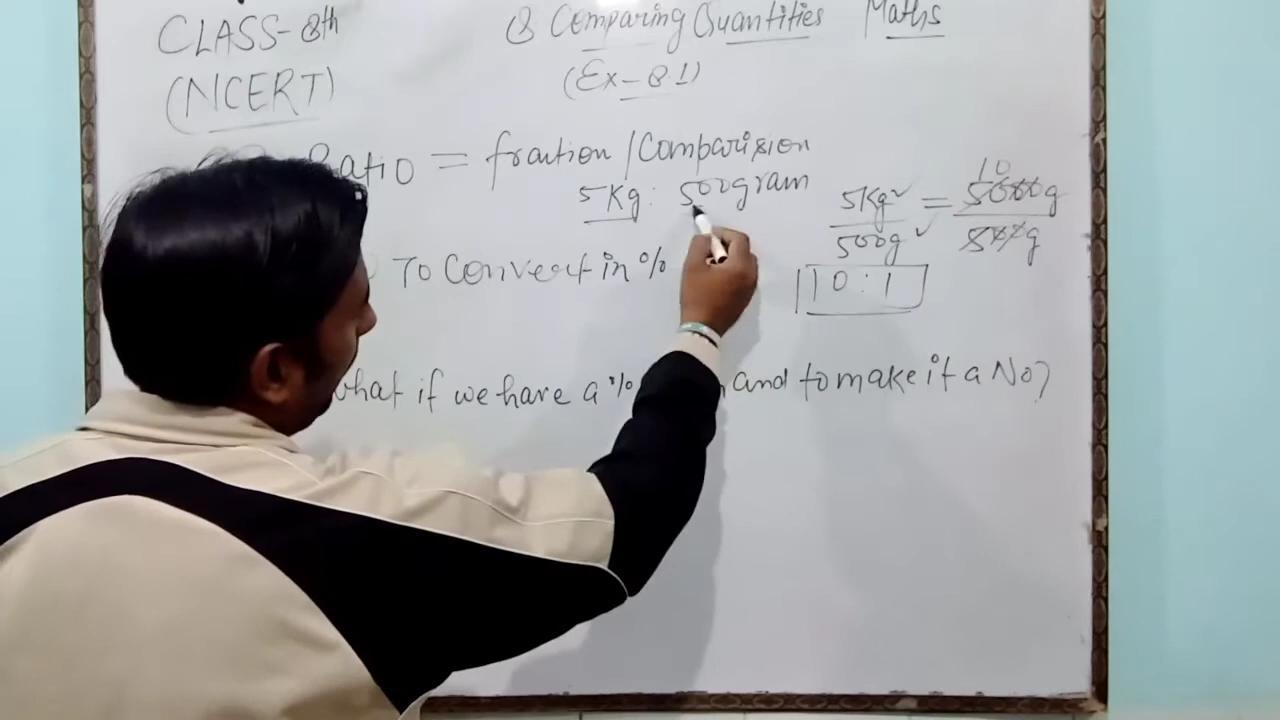 CLASS-8th
(NCERT)
8 Comparing Quantities Maths
(Ex-8.1)
Ratio = fraction / Comparision
5Kg : 500gram
5Kg / 500g = 5000g / 500g
10
10 : 1
To Convert in %
What if we have a % and to make it a No?